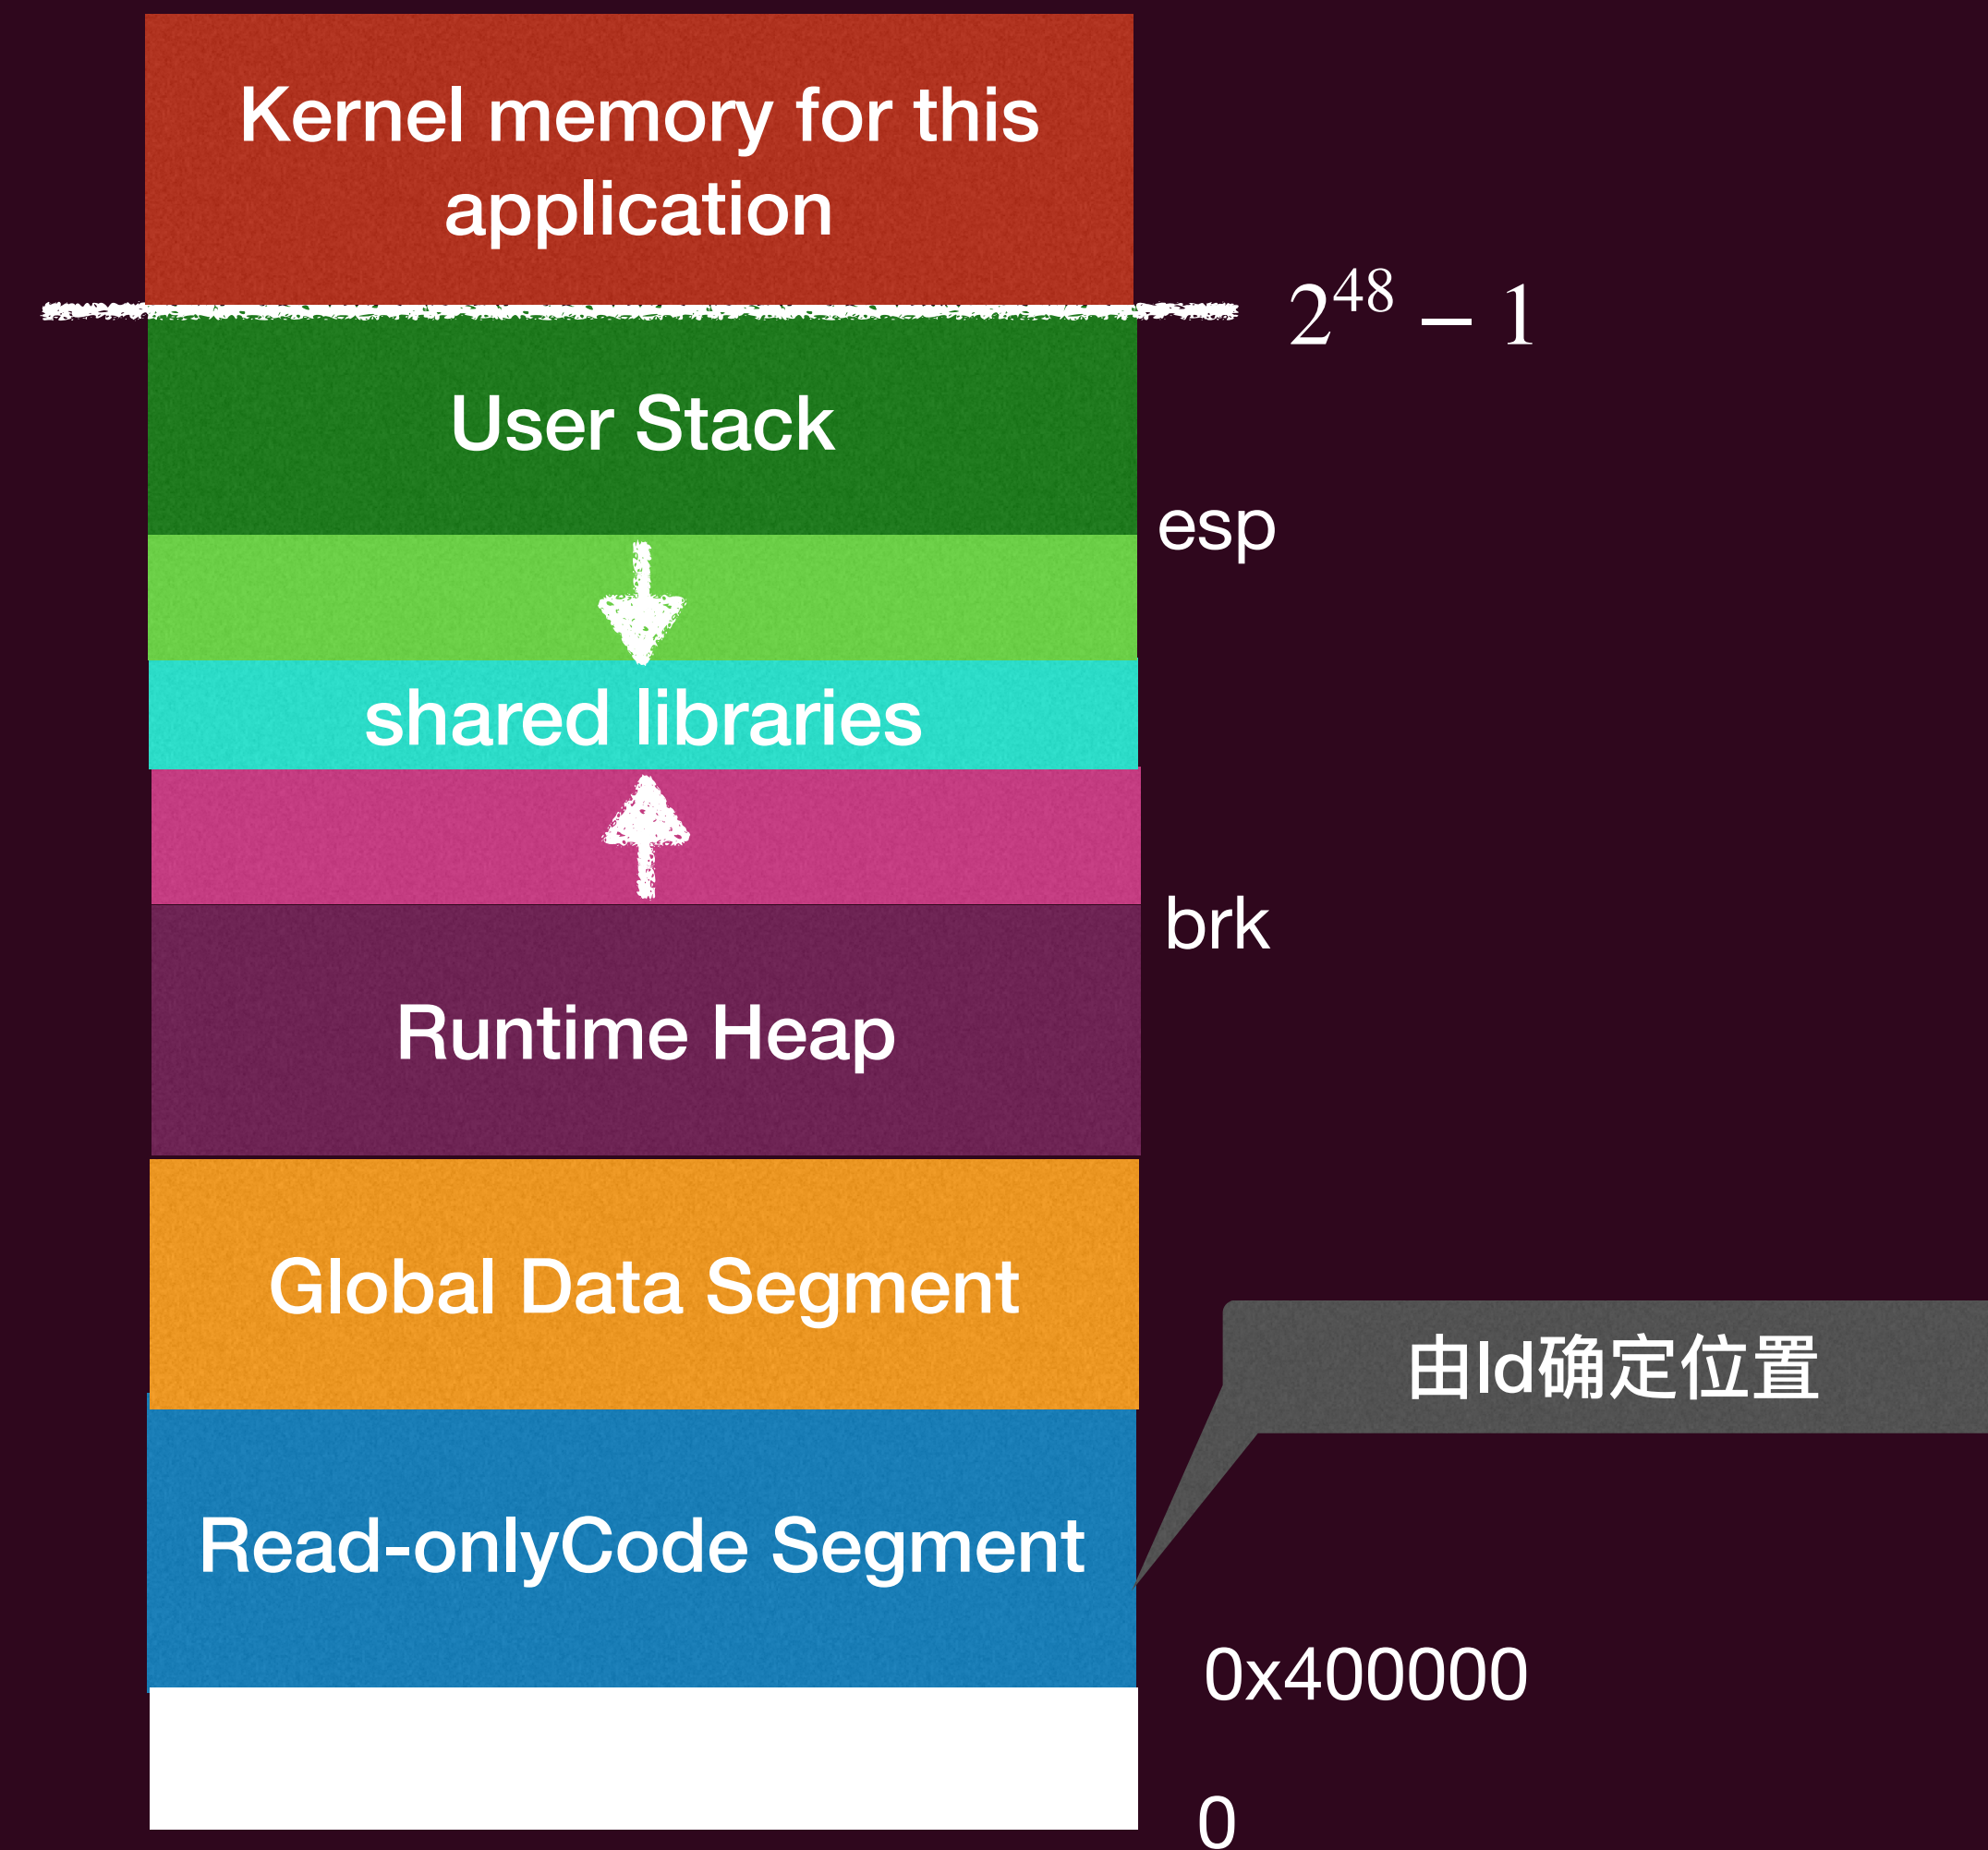 Kernel memory for this
application
2^48 − 1
User Stack
esp
shared libraries
brk
Runtime Heap
Global Data Segment
由ld确定位置
Read-onlyCode Segment
0x400000
0